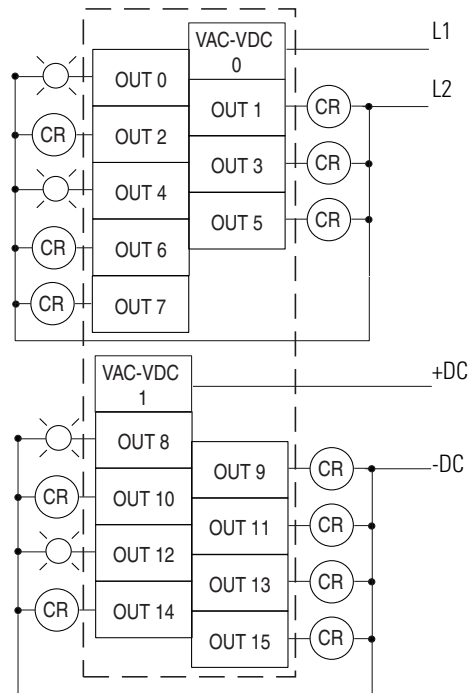 VAC-VDC
0
L1
OUT 0
OUT 1
CR
L2
CR
OUT 2
OUT 3
CR
OUT 4
OUT 5
CR
CR
OUT 6
CR
OUT 7
VAC-VDC
1
+DC
OUT 8
OUT 9
CR
-DC
CR
OUT 10
OUT 11
CR
OUT 12
OUT 13
CR
CR
OUT 14
OUT 15
CR